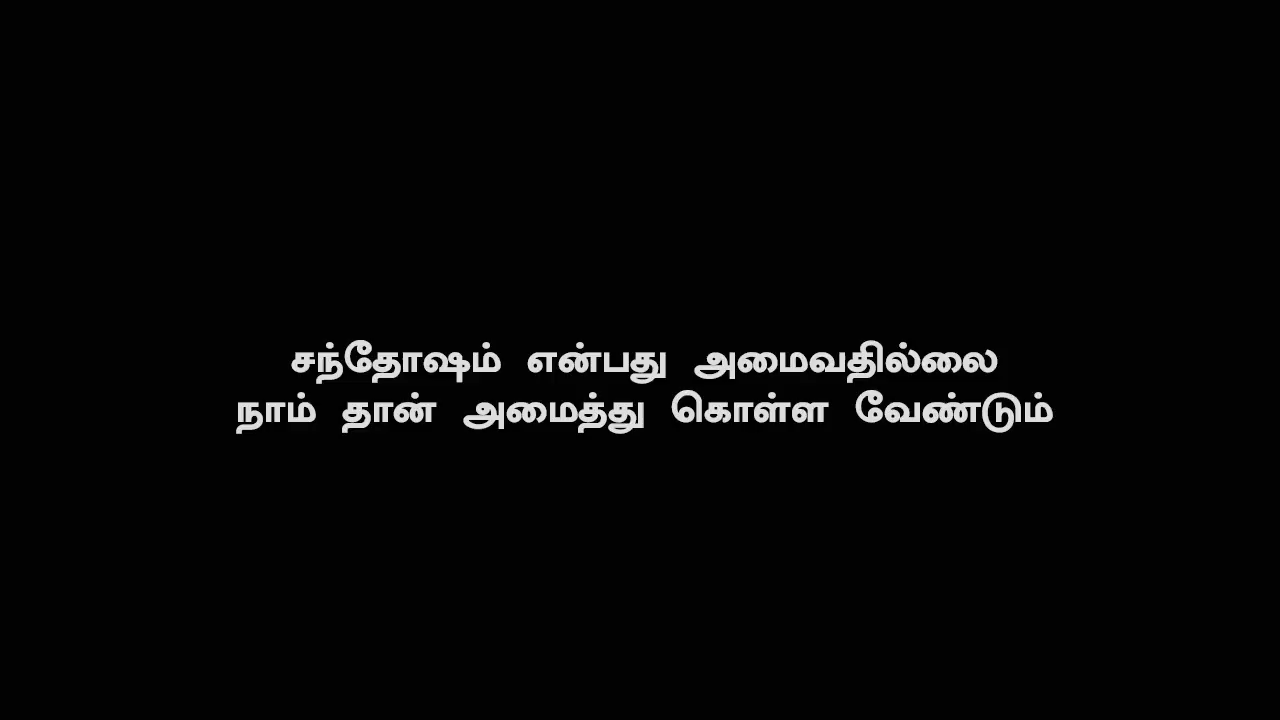 சந்தோஷம் என்பது அமைவதில்லை
நாம் தான் அமைத்து கொள்ள வேண்டும்